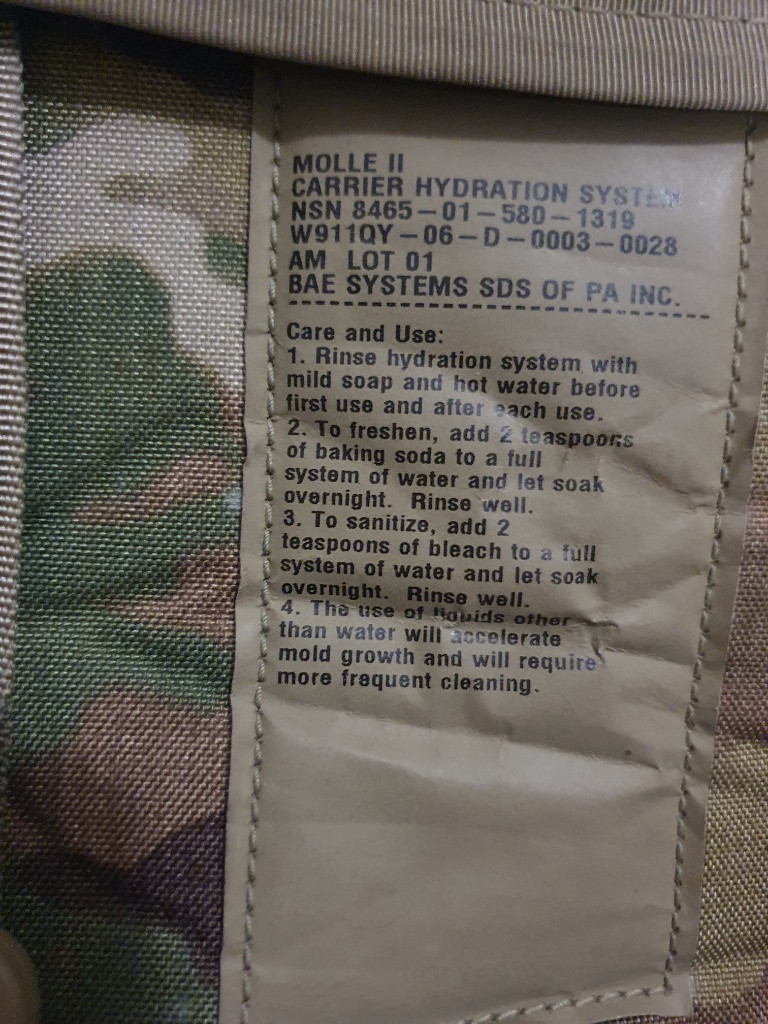 MOLLE II
CARRIER HYDRATION SYSTEM
NSN 8465-01-580-1319
W911QY-06-D-0003-0028
AM LOT 01
BAE SYSTEMS SDS OF PA INC.
Care and Use:
1. Rinse hydration system with
mild soap and hot water before
first use and after each use.
2. To freshen, add 2 teaspoons
of baking soda to a full
system of water and let soak
overnight. Rinse well.
3. To sanitize, add 2
teaspoons of bleach to a full
system of water and let soak
overnight. Rinse well.
4. The use of liquids other
than water will accelerate
mold growth and will require
more frequent cleaning.